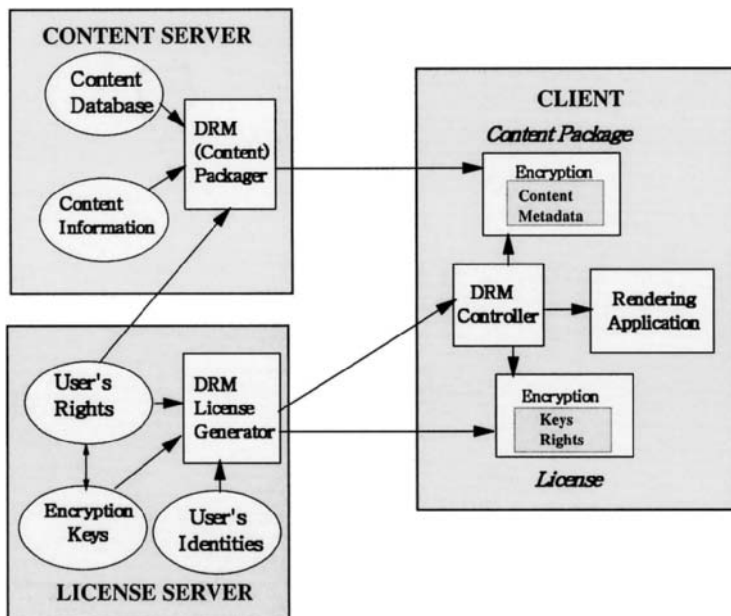 CONTENT SERVER
Content
Database
DRM
(Content)
Packager
Content
Information
CLIENT
Content Package
Encryption
Content
Metadata
DRM
Controller
Rendering
Application
Encryption
Keys
Rights
License
User's
Rights
DRM
License
Generator
Encryption
Keys
User's
Identities
LICENSE SERVER